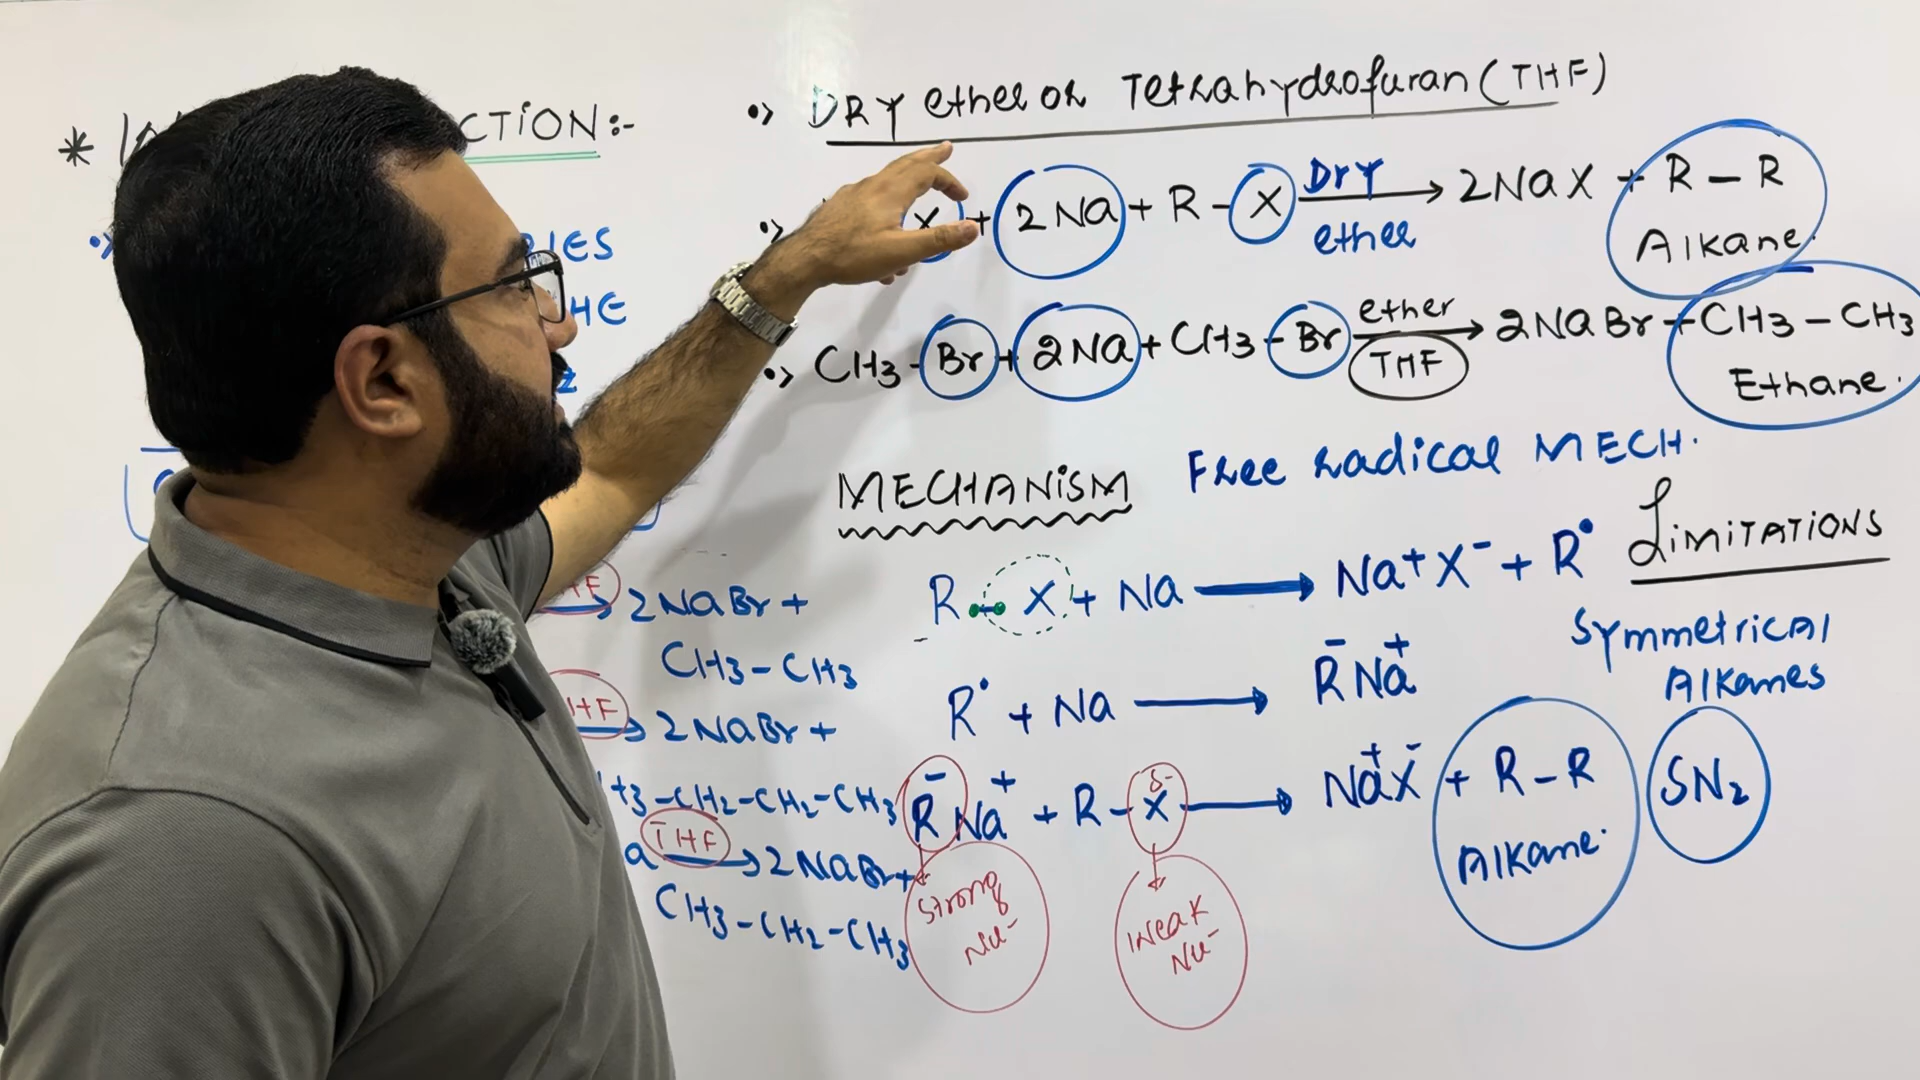 CTION:-
IES
HE
•> DRY ether or Tetrahydrofuran (THF)
•> X + 2Na + R - X DRY ether → 2NaX + R - R
Alkane.
•> CH3 - Br + 2Na + CH3 - Br ether THF → 2NaBr + CH3 - CH3
Ethane.
MECHANISM Free radical MECH.
R - X + Na → Na+ X- + R•
R• + Na → R- Na+
R- Na+ + R - X δ- → Na+ X- + R - R
Alkane.
Strong
Nu-
Weak
Nu-
LIMITATIONS
Symmetrical
Alkanes
SN2
→ 2NaBr +
CH3 - CH3
→ 2NaBr +
-CH2-CH2-CH3
THF → 2NaBr +
CH3 - CH2 - CH3